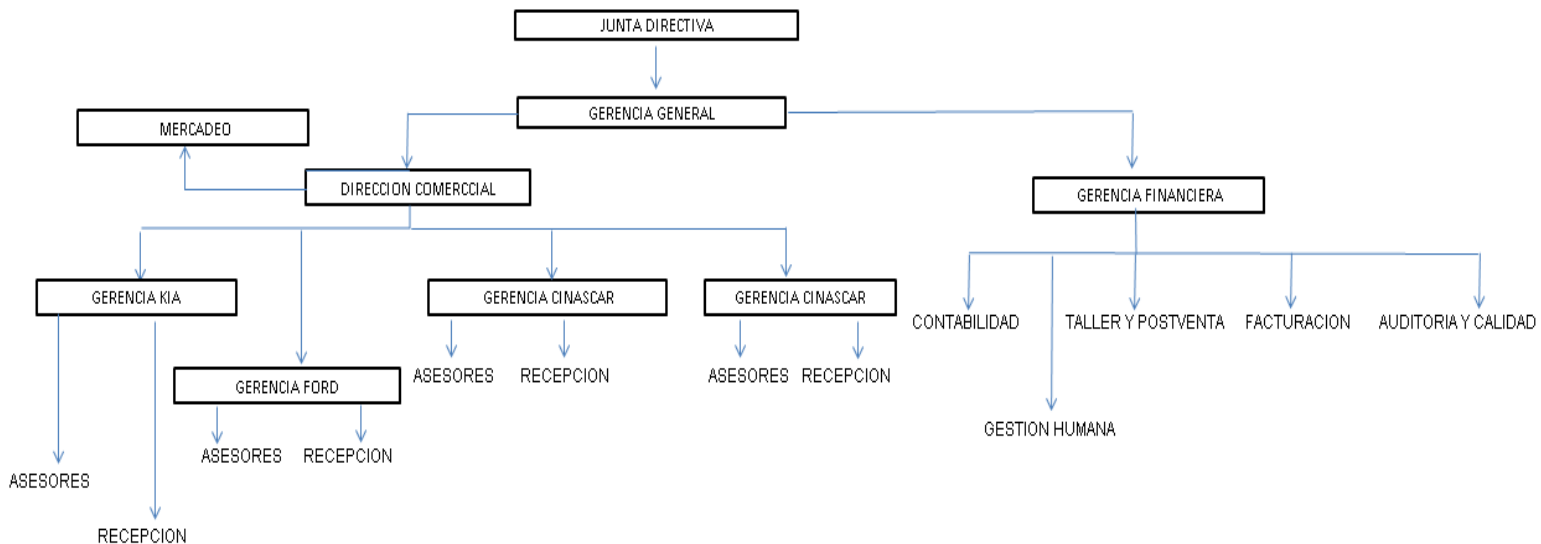 JUNTA DIRECTIVA
GERENCIA GENERAL
MERCADEO
DIRECCION COMERCCIAL
GERENCIA FINANCIERA
GERENCIA KIA
GERENCIA CINASCAR
GERENCIA CINASCAR
CONTABILIDAD
TALLER Y POSTVENTA
FACTURACION
AUDITORIA Y CALIDAD
ASESORES
RECEPCION
ASESORES
RECEPCION
GERENCIA FORD
GESTION HUMANA
ASESORES
RECEPCION
ASESORES
RECEPCION